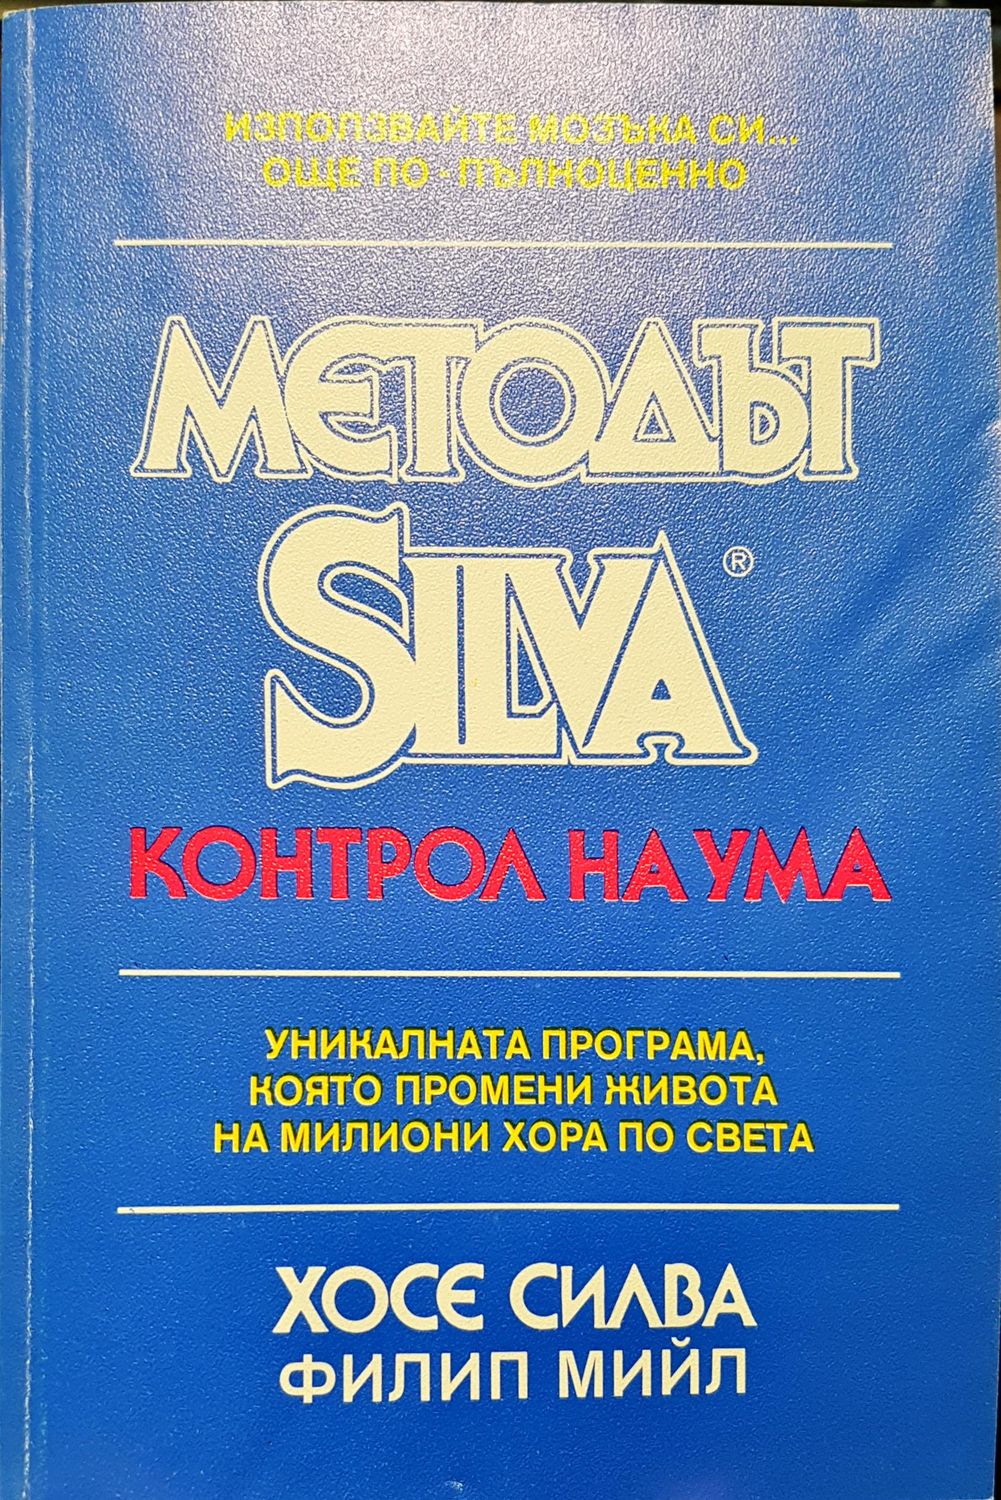 ИЗПОЛЗВАЙТЕ МОЗЪКА СИ...
ОЩЕ ПО - ПЪЛНОЦЕННО
МЕТОДЪТ
SILVA ®
КОНТРОЛ НА УМА
УНИКАЛНАТА ПРОГРАМА,
КОЯТО ПРОМЕНИ ЖИВОТА
НА МИЛИОНИ ХОРА ПО СВЕТА
ХОСЕ СИЛВА
ФИЛИП МИЙЛ